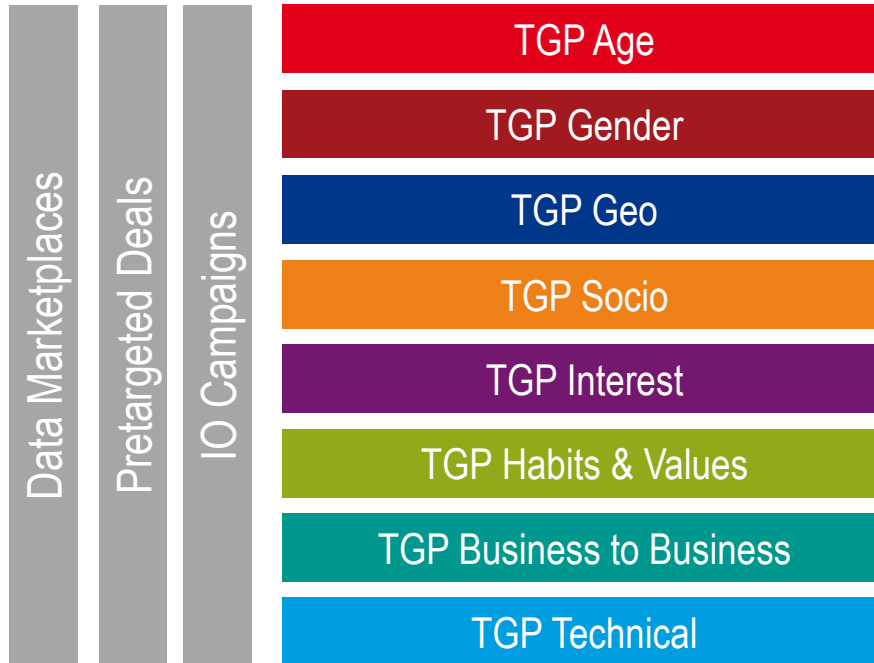 Data Marketplaces
Pretargeted Deals
IO Campaigns
TGP Age
TGP Gender
TGP Geo
TGP Socio
TGP Interest
TGP Habits & Values
TGP Business to Business
TGP Technical